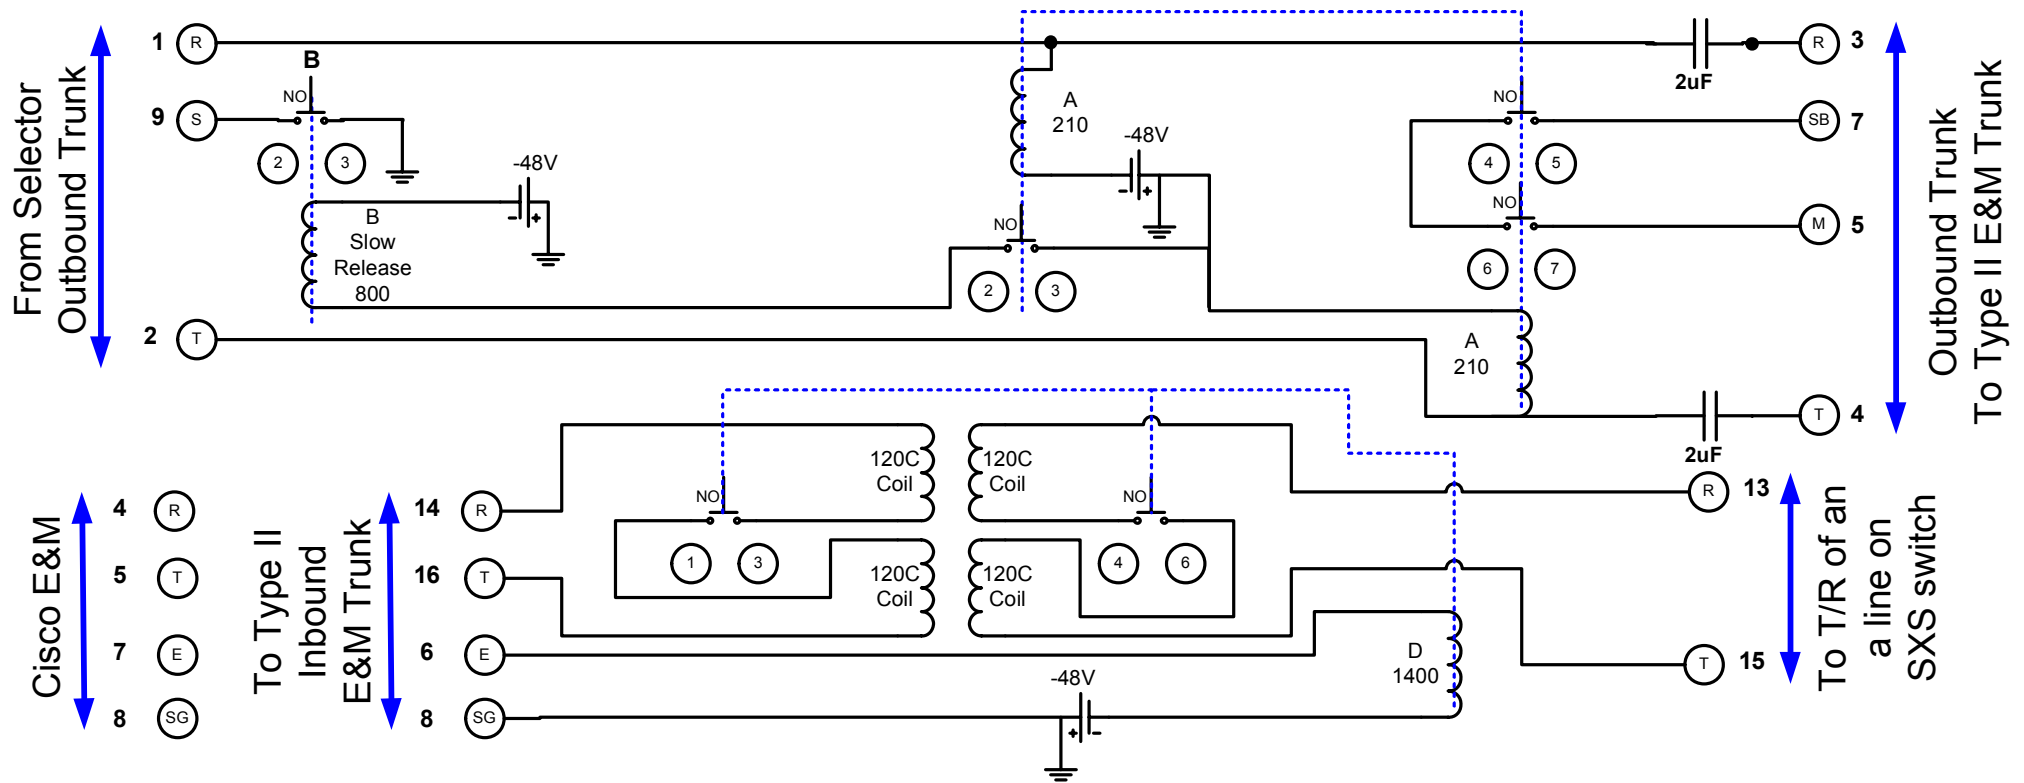 From Selector
Outbound Trunk
1 R
B
NO
9 S
2 3
-48V
B
Slow
Release
800
2 T
A
210
-48V
NO
2 3
2uF
R 3
NO
SB 7
4 5
NO
M 5
6 7
A
210
2uF
T 4
Outbound Trunk
To Type II E&M Trunk
Cisco E&M
4 R
5 T
7 E
8 SG
To Type II
Inbound
E&M Trunk
14 R
16 T
6 E
8 SG
NO
1 3
120C
Coil
120C
Coil
120C
Coil
120C
Coil
NO
4 6
D
1400
-48V
R 13
T 15
To T/R of an
a line on
SXS switch